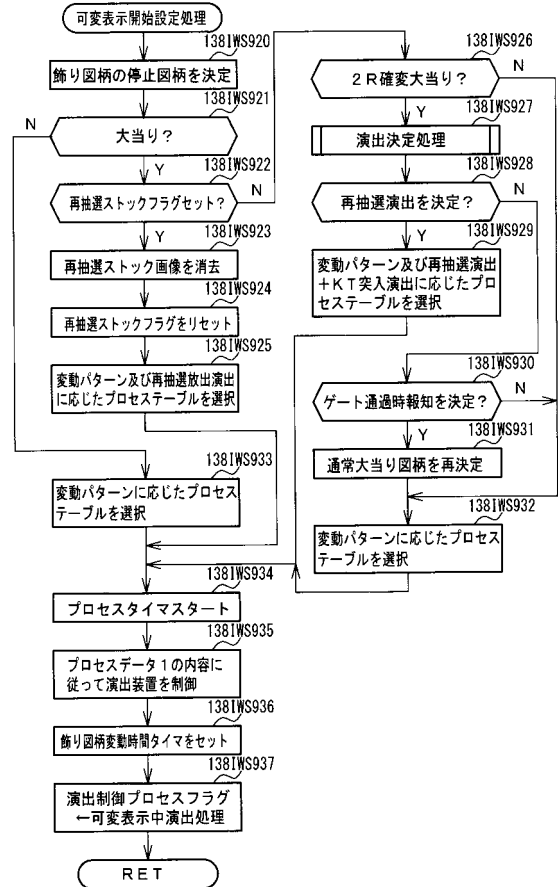 可変表示開始設定処理
138IWS920
飾り図柄の停止図柄を決定
138IWS921
大当り？
N
Y
138IWS922
再抽選ストックフラグセット？
N
Y
138IWS923
再抽選ストック画像を消去
138IWS924
再抽選ストックフラグをリセット
138IWS925
変動パターン及び再抽選放出演出
に応じたプロセステーブルを選択
138IWS933
変動パターンに応じたプロセス
テーブルを選択
138IWS934
プロセスタイマスタート
138IWS935
プロセスデータ１の内容に
従って演出装置を制御
138IWS936
飾り図柄変動時間タイマをセット
138IWS937
演出制御プロセスフラグ
←可変表示中演出処理
RET
138IWS926
２Ｒ確変大当り？
N
Y
138IWS927
演出決定処理
138IWS928
再抽選演出を決定？
N
Y
138IWS929
変動パターン及び再抽選演出
＋ＫＴ突入演出に応じたプロ
セステーブルを選択
138IWS930
ゲート通過時報知を決定？
N
Y
138IWS931
通常大当り図柄を再決定
138IWS932
変動パターンに応じたプロセス
テーブルを選択